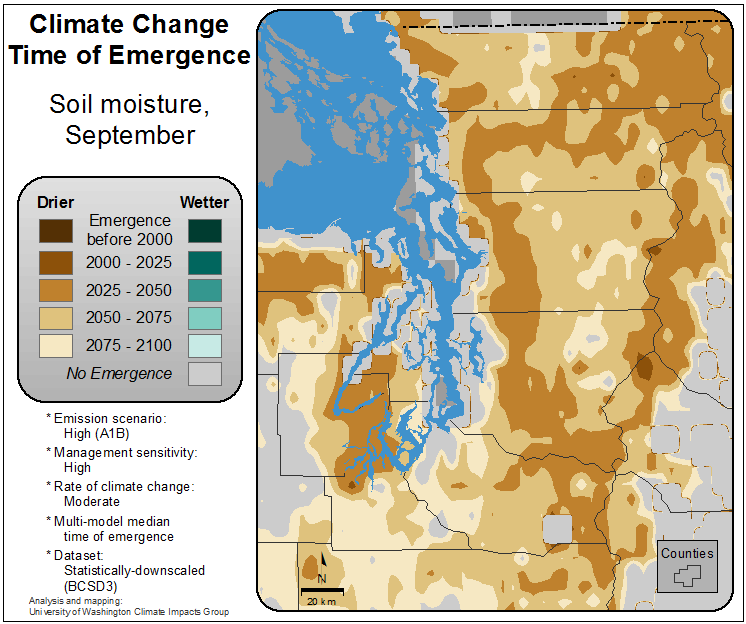 Climate Change
Time of Emergence
Soil moisture,
September
Drier
Wetter
Emergence
before 2000
2000 - 2025
2025 - 2050
2050 - 2075
2075 - 2100
No Emergence
* Emission scenario:
High (A1B)
* Management sensitivity:
High
* Rate of climate change:
Moderate
* Multi-model median
time of emergence
* Dataset:
Statistically-downscaled
(BCSD3)
Analysis and mapping:
University of Washington Climate Impacts Group
N
20 km
Counties